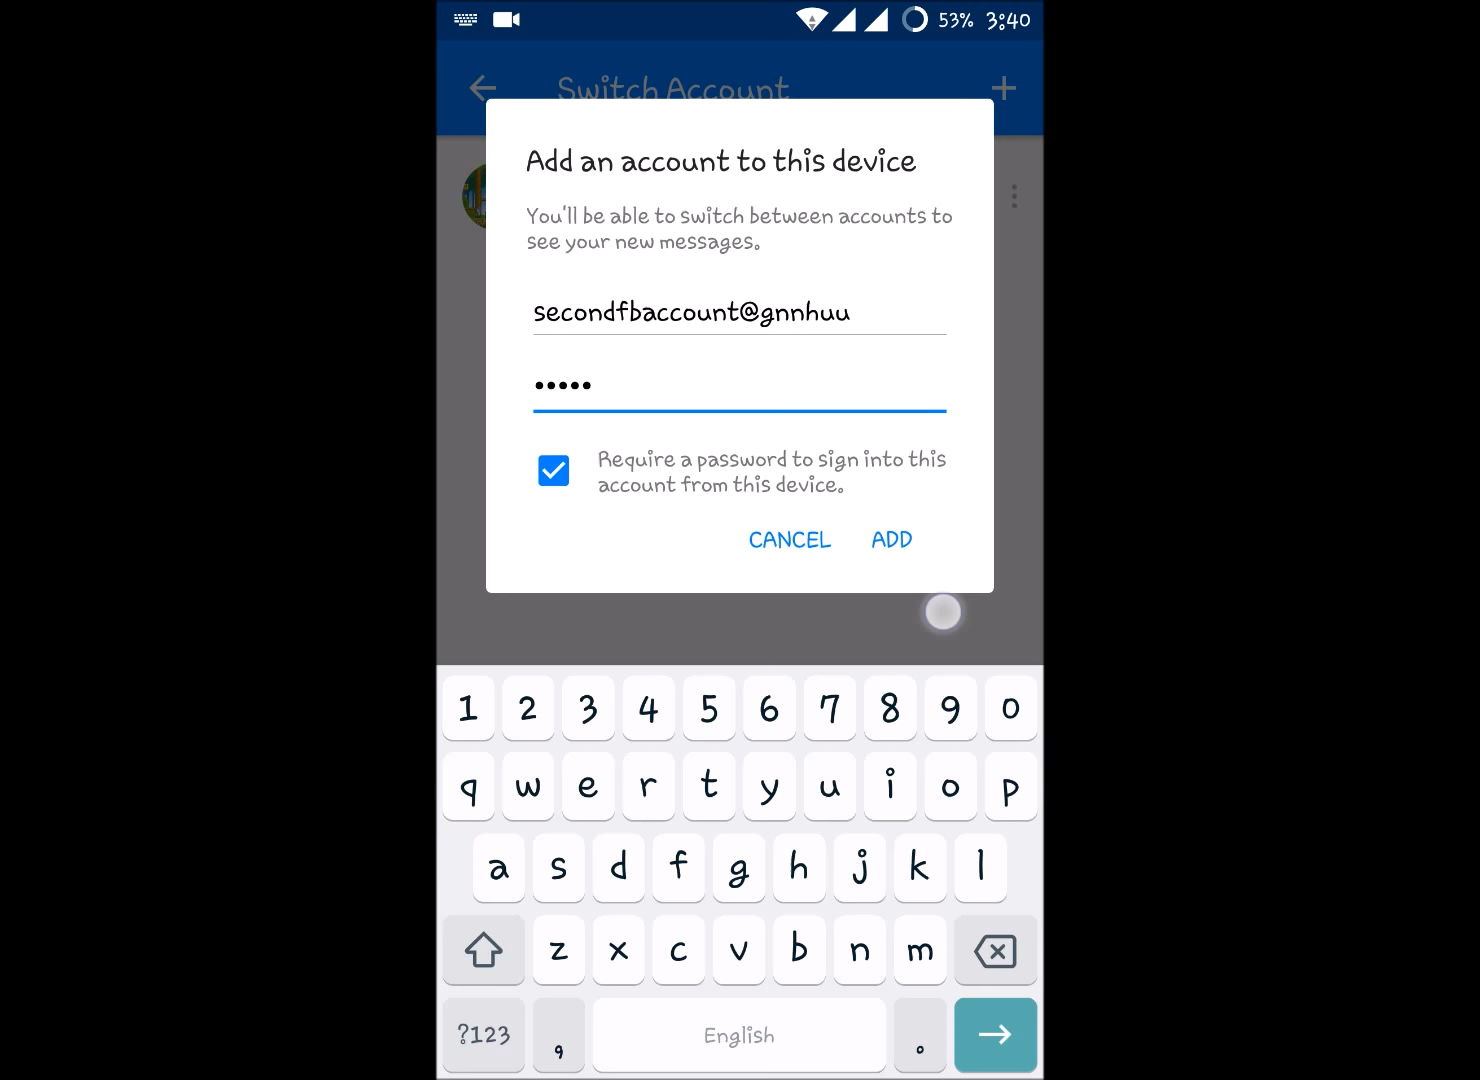 53% 3:40
Switch Account
Add an account to this device
You'll be able to switch between accounts to
see your new messages.
secondfbaccount@gnnhuu
•••••
Require a password to sign into this
account from this device.
CANCEL ADD
1 2 3 4 5 6 7 8 9 0
q w e r t y u i o p
a s d f g h j k l
z x c v b n m
?123 , English .